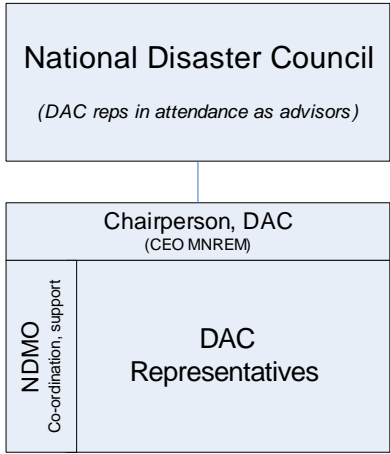 National Disaster Council
(DAC reps in attendance as advisors)
Chairperson, DAC
(CEO MNREM)
NDMO
Co-ordination, support
DAC
Representatives